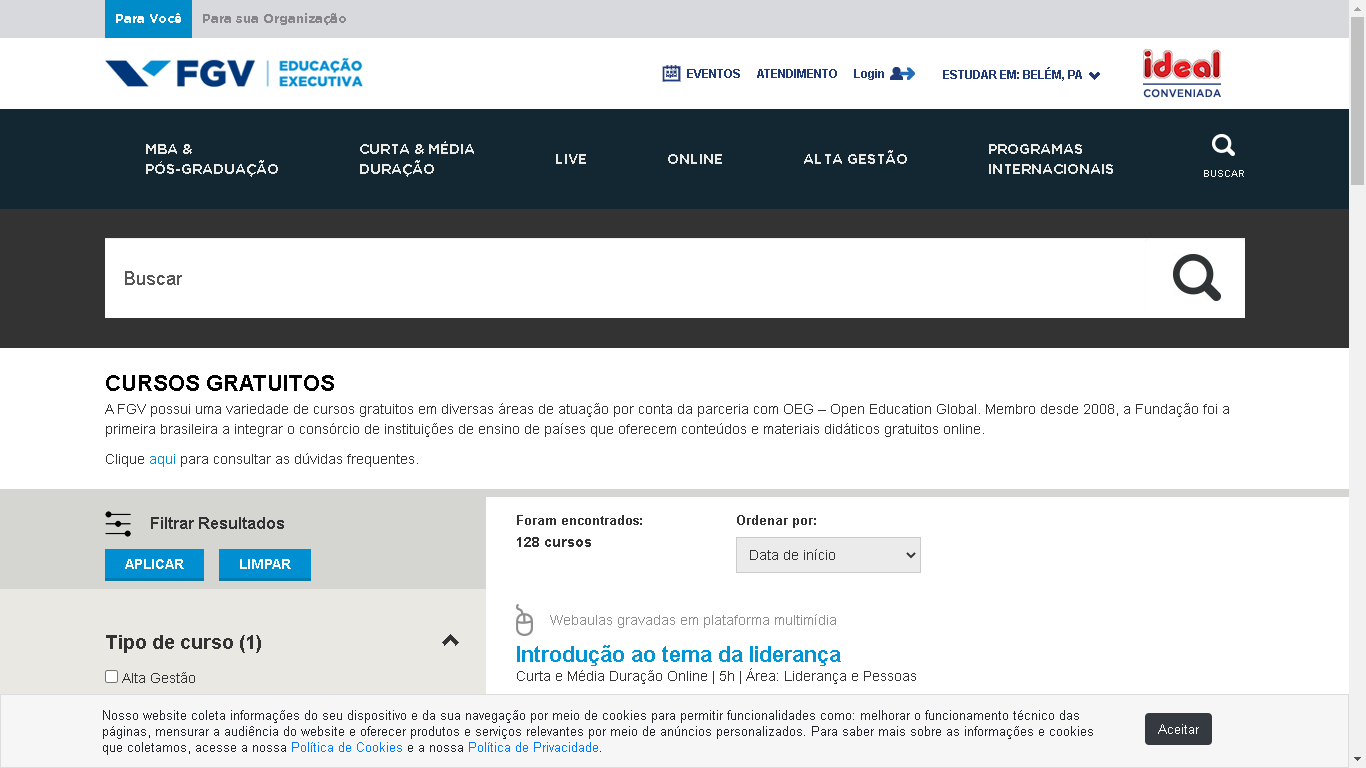 Para Você
Para sua Organização
FGV
EDUCAÇÃO
EXECUTIVA
EVENTOS
ATENDIMENTO
Login
ESTUDAR EM: BELÉM, PA
ideal
CONVENIADA
MBA &
PÓS-GRADUAÇÃO
CURTA & MÉDIA
DURAÇÃO
LIVE
ONLINE
ALTA GESTÃO
PROGRAMAS
INTERNACIONAIS
BUSCAR
Buscar
CURSOS GRATUITOS
A FGV possui uma variedade de cursos gratuitos em diversas áreas de atuação por conta da parceria com OEG – Open Education Global. Membro desde 2008, a Fundação foi a
primeira brasileira a integrar o consórcio de instituições de ensino de países que oferecem conteúdos e materiais didáticos gratuitos online.
Clique aqui para consultar as dúvidas frequentes.
Filtrar Resultados
APLICAR
LIMPAR
Foram encontrados:
128 cursos
Ordenar por:
Data de início
Tipo de curso (1)
Alta Gestão
Webaulas gravadas em plataforma multimídia
Introdução ao tema da liderança
Curta e Média Duração Online | 5h | Área: Liderança e Pessoas
Nosso website coleta informações do seu dispositivo e da sua navegação por meio de cookies para permitir funcionalidades como: melhorar o funcionamento técnico das
páginas, mensurar a audiência do website e oferecer produtos e serviços relevantes por meio de anúncios personalizados. Para saber mais sobre as informações e cookies
que coletamos, acesse a nossa Política de Cookies e a nossa Política de Privacidade.
Aceitar